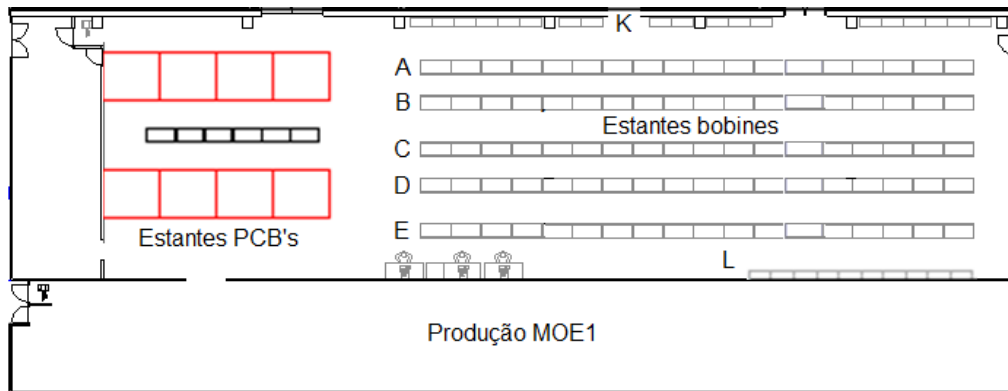 K
A
B
Estantes bobines
C
D
Estantes PCB's
E
L
Produção MOE1